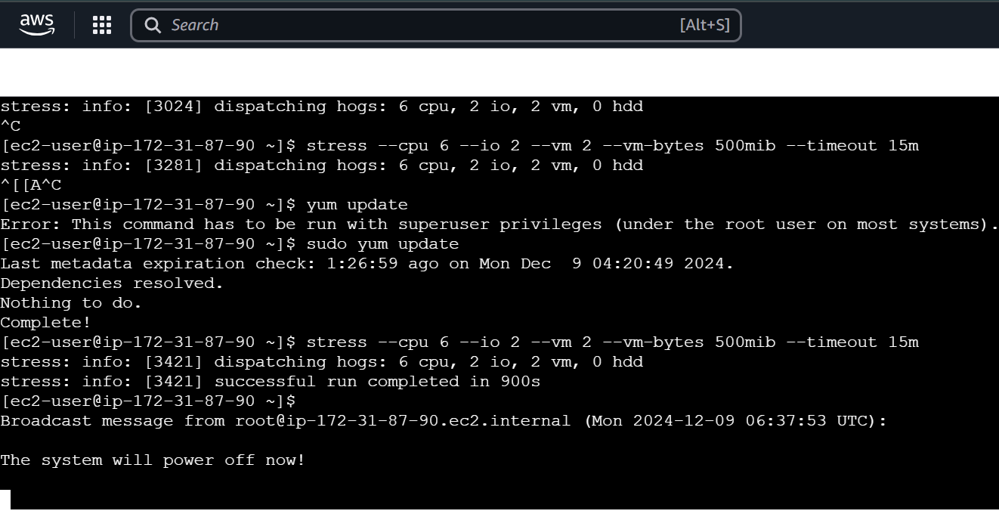 aws
Search [Alt+S]
stress: info: [3024] dispatching hogs: 6 cpu, 2 io, 2 vm, 0 hdd
^C
[ec2-user@ip-172-31-87-90 ~]$ stress --cpu 6 --io 2 --vm 2 --vm-bytes 500mib --timeout 15m
stress: info: [3281] dispatching hogs: 6 cpu, 2 io, 2 vm, 0 hdd
^[[A^C
[ec2-user@ip-172-31-87-90 ~]$ yum update
Error: This command has to be run with superuser privileges (under the root user on most systems).
[ec2-user@ip-172-31-87-90 ~]$ sudo yum update
Last metadata expiration check: 1:26:59 ago on Mon Dec  9 04:20:49 2024.
Dependencies resolved.
Nothing to do.
Complete!
[ec2-user@ip-172-31-87-90 ~]$ stress --cpu 6 --io 2 --vm 2 --vm-bytes 500mib --timeout 15m
stress: info: [3421] dispatching hogs: 6 cpu, 2 io, 2 vm, 0 hdd
stress: info: [3421] successful run completed in 900s
[ec2-user@ip-172-31-87-90 ~]$
Broadcast message from root@ip-172-31-87-90.ec2.internal (Mon 2024-12-09 06:37:53 UTC):
The system will power off now!